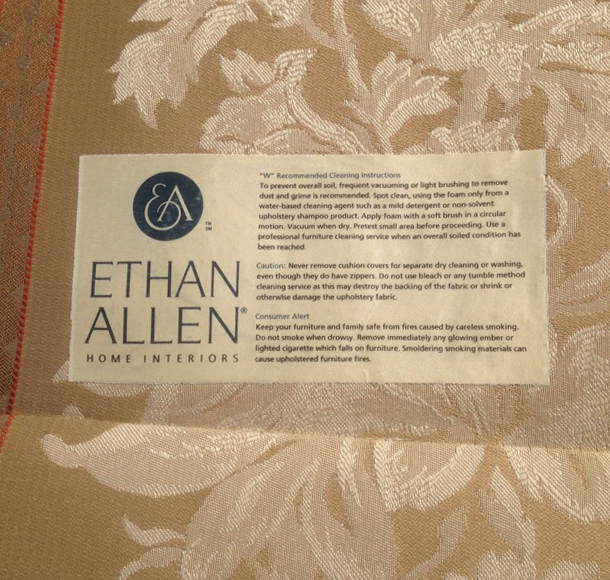 EA
TM
SM
ETHAN
ALLEN®
HOME INTERIORS
"W" Recommended Cleaning Instructions
To prevent overall soil, frequent vacuuming or light brushing to remove
dust and grime is recommended. Spot clean, using the foam only from a
water-based cleaning agent such as a mild detergent or non-solvent
upholstery shampoo product. Apply foam with a soft brush in a circular
motion. Vacuum when dry. Pretest small area before proceeding. Use a
professional furniture cleaning service when an overall soiled condition has
been reached.
Caution: Never remove cushion covers for separate dry cleaning or washing,
even though they do have zippers. Do not use bleach or any tumble method
cleaning service as this may destroy the backing of the fabric or shrink or
otherwise damage the upholstery fabric.
Consumer Alert
Keep your furniture and family safe from fires caused by careless smoking.
Do not smoke when drowsy. Remove immediately any glowing ember or
lighted cigarette which falls on furniture. Smoldering smoking materials can
cause upholstered furniture fires.